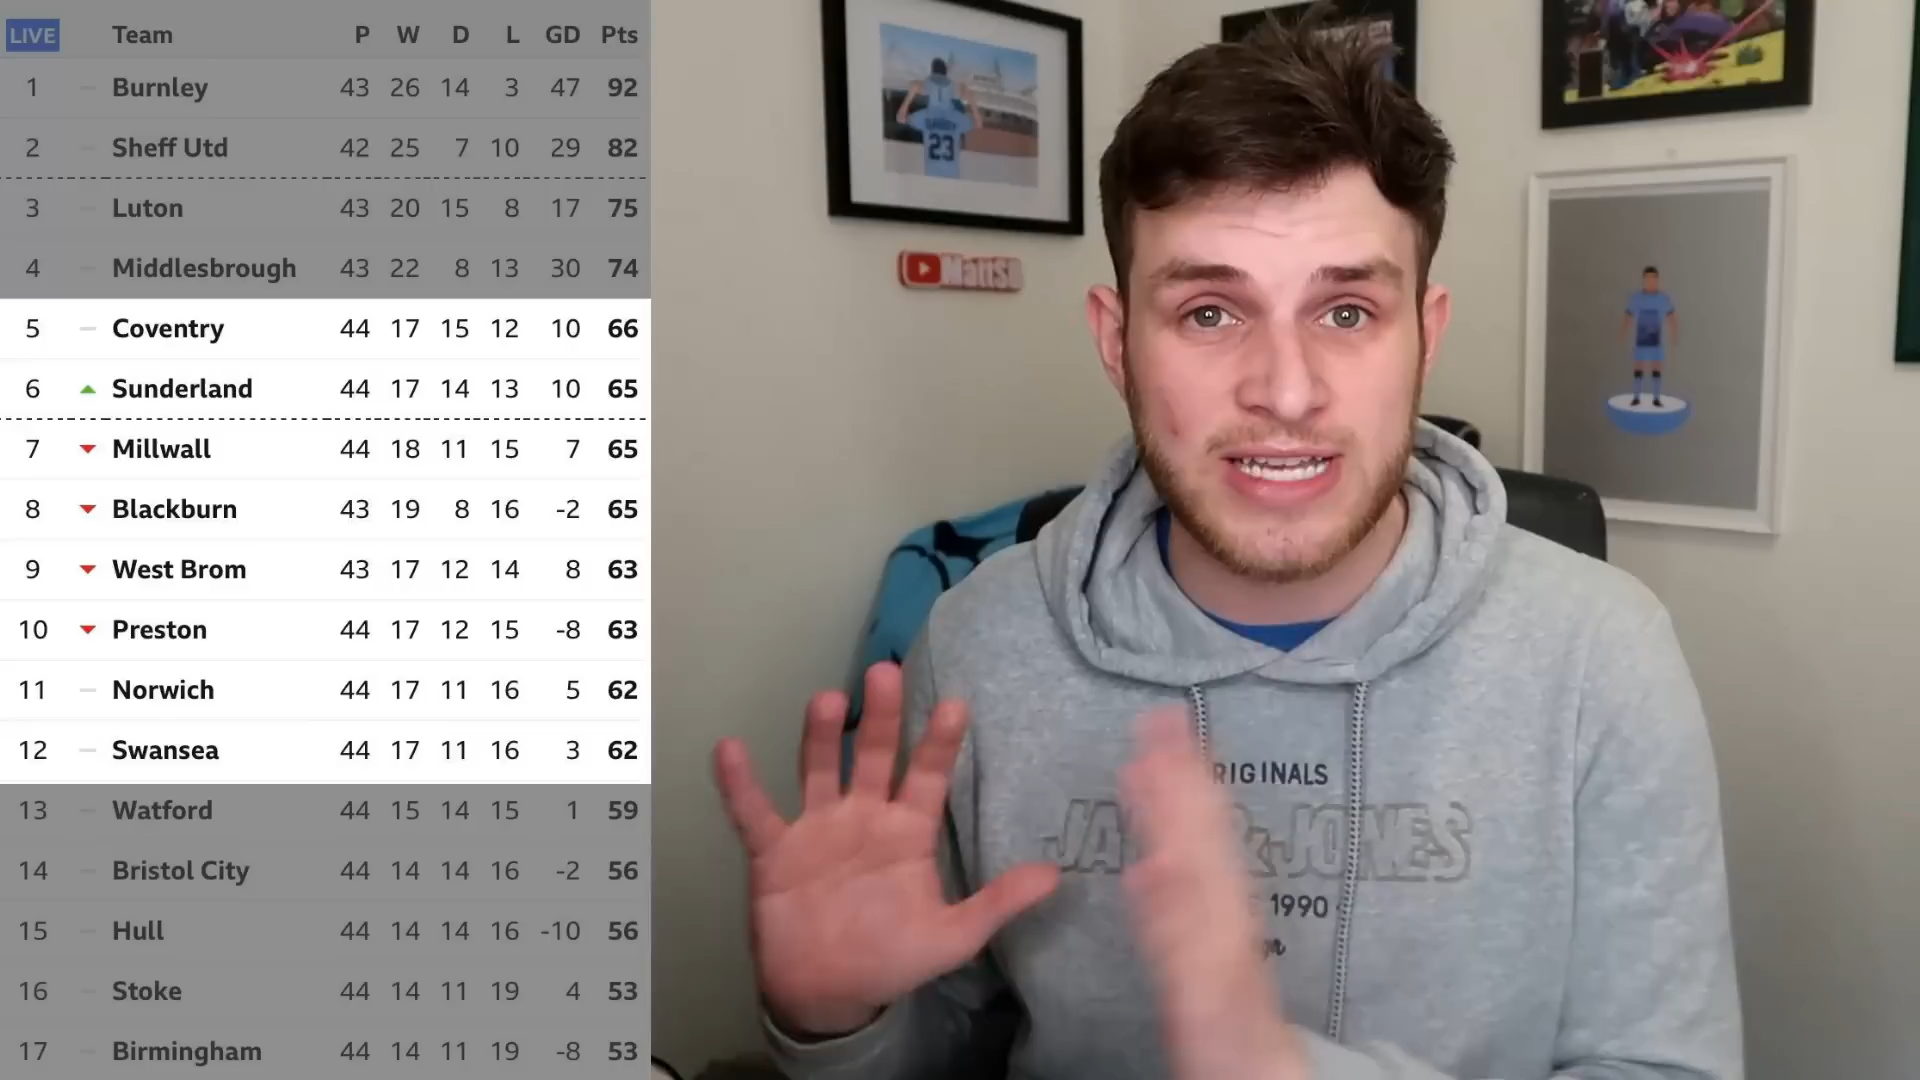 LIVE Team P W D L GD Pts
1 Burnley 43 26 14 3 47 92
2 Sheff Utd 42 25 7 10 29 82
3 Luton 43 20 15 8 17 75
4 Middlesbrough 43 22 8 13 30 74
5 Coventry 44 17 15 12 10 66
6 Sunderland 44 17 14 13 10 65
7 Millwall 44 18 11 15 7 65
8 Blackburn 43 19 8 16 -2 65
9 West Brom 43 17 12 14 8 63
10 Preston 44 17 12 15 -8 63
11 Norwich 44 17 11 16 5 62
12 Swansea 44 17 11 16 3 62
13 Watford 44 15 14 15 1 59
14 Bristol City 44 14 14 16 -2 56
15 Hull 44 14 14 16 -10 56
16 Stoke 44 14 11 19 4 53
17 Birmingham 44 14 11 19 -8 53
23
RIGINALS
JA & JONES
1990